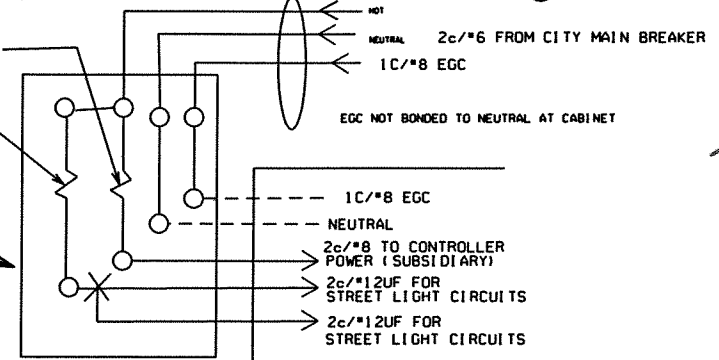 HOT
NEUTRAL 2c/#6 FROM CITY MAIN BREAKER
1C/#8 EGC
EGC NOT BONDED TO NEUTRAL AT CABINET
1C/#8 EGC
NEUTRAL
2c/#8 TO CONTROLLER
POWER (SUBSIDIARY)
2c/#12UF FOR
STREET LIGHT CIRCUITS
2c/#12UF FOR
STREET LIGHT CIRCUITS